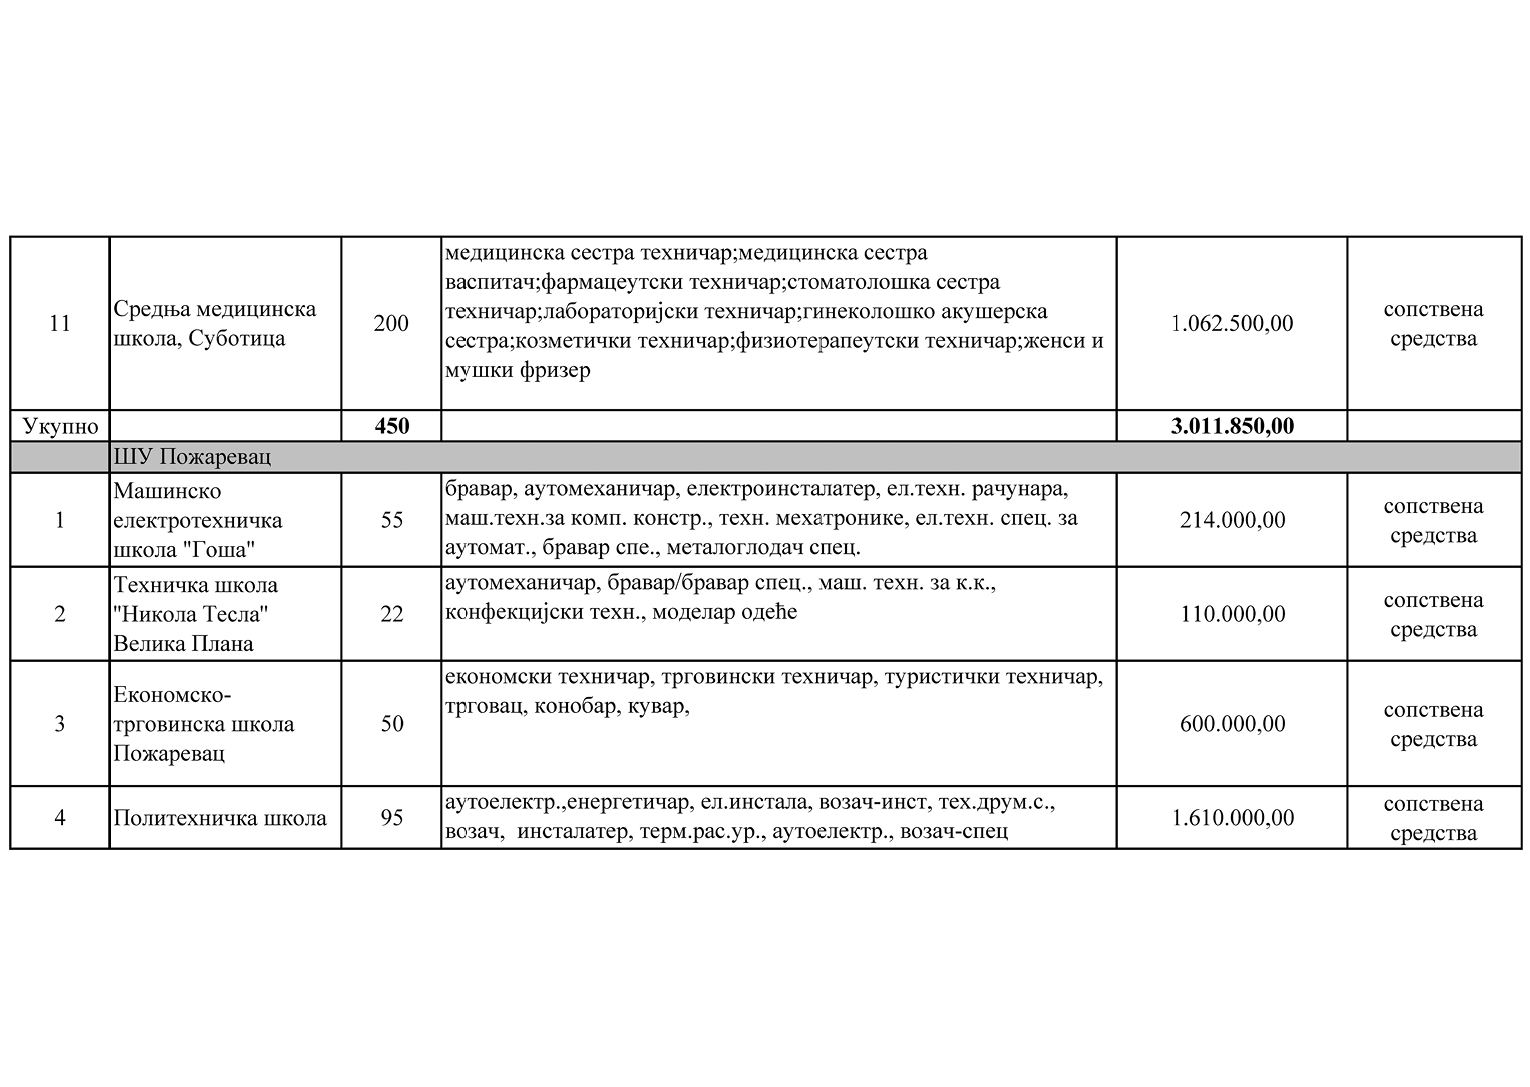 11
Средња медицинска
школа, Суботица
200
медицинска сестра техничар;медицинска сестра
васпитач;фармацеутски техничар;стоматолошка сестра
техничар;лабораторијски техничар;гинеколошко акушерска
сестра;козметички техничар;физиотерапеутски техничар;женси и
мушки фризер
1.062.500,00
сопствена
средства
Укупно
450
3.011.850,00
ШУ Пожаревац
1
Машинско
електротехничка
школа "Гоша"
55
бравар, аутомеханичар, електроинсталатер, ел.техн. рачунара,
маш.техн.за комп. констр., техн. мехатронике, ел.техн. спец. за
аутомат., бравар спе., металоглодач спец.
214.000,00
сопствена
средства
2
Техничка школа
"Никола Тесла"
Велика Плана
22
аутомеханичар, бравар/бравар спец., маш. техн. за к.к.,
конфекцијски техн., моделар одеће
110.000,00
сопствена
средства
3
Економско-
трговинска школа
Пожаревац
50
економски техничар, трговински техничар, туристички техничар,
трговац, конобар, кувар,
600.000,00
сопствена
средства
4
Политехничка школа
95
аутоелектр.,енергетичар, ел.инстала, возач-инст, тех.друм.с.,
возач,  инсталатер, терм.рас.ур., аутоелектр., возач-спец
1.610.000,00
сопствена
средства